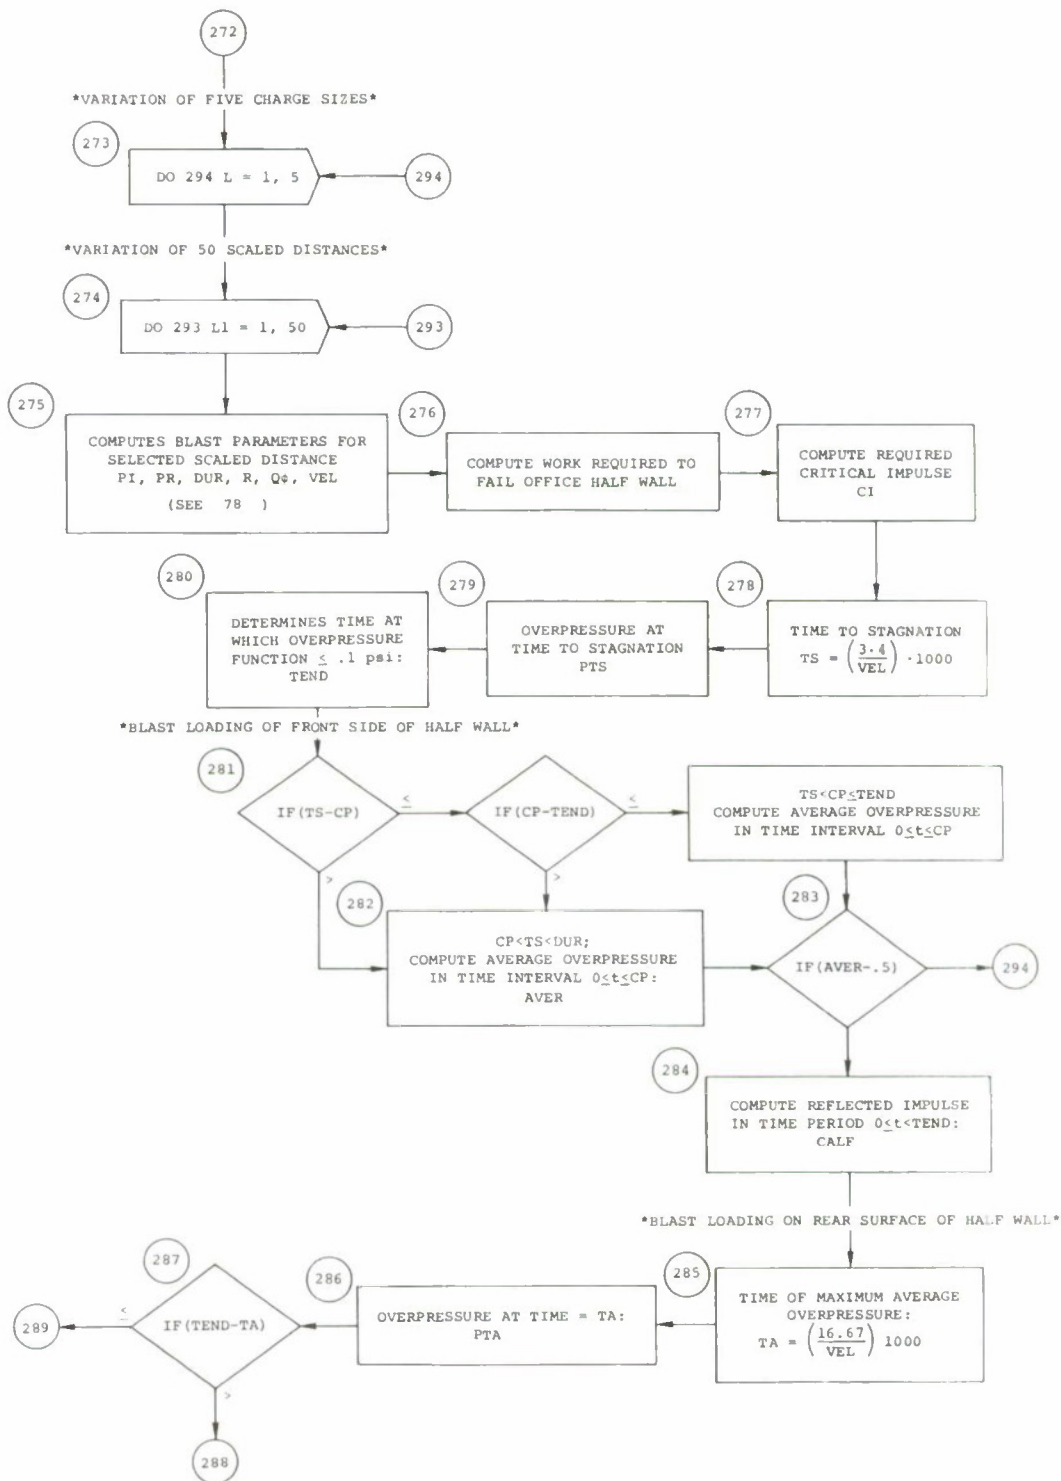 272
*VARIATION OF FIVE CHARGE SIZES*
273
DO 294 L = 1, 5
294
*VARIATION OF 50 SCALED DISTANCES*
274
DO 293 L1 = 1, 50
293
275
COMPUTES BLAST PARAMETERS FOR
SELECTED SCALED DISTANCE
PI, PR, DUR, R, Q¢, VEL
(SEE 78 )
276
COMPUTE WORK REQUIRED TO
FAIL OFFICE HALF WALL
277
COMPUTE REQUIRED
CRITICAL IMPULSE
CI
278
TIME TO STAGNATION
TS = (3.4/VEL) ·1000
279
OVERPRESSURE AT
TIME TO STAGNATION
PTS
280
DETERMINES TIME AT
WHICH OVERPRESSURE
FUNCTION ≤ .1 psi:
TEND
*BLAST LOADING OF FRONT SIDE OF HALF WALL*
281
IF(TS-CP)
≤
>
IF(CP-TEND)
≤
>
TS<CP≤TEND
COMPUTE AVERAGE OVERPRESSURE
IN TIME INTERVAL 0≤t≤CP
282
CP<TS<DUR;
COMPUTE AVERAGE OVERPRESSURE
IN TIME INTERVAL 0≤t≤CP:
AVER
283
IF(AVER-.5)
294
284
COMPUTE REFLECTED IMPULSE
IN TIME PERIOD 0≤t<TEND:
CALF
*BLAST LOADING ON REAR SURFACE OF HALF WALL*
285
TIME OF MAXIMUM AVERAGE
OVERPRESSURE:
TA = (16.67/VEL) 1000
286
OVERPRESSURE AT TIME = TA:
PTA
287
IF(TEND-TA)
≤
289
>
288